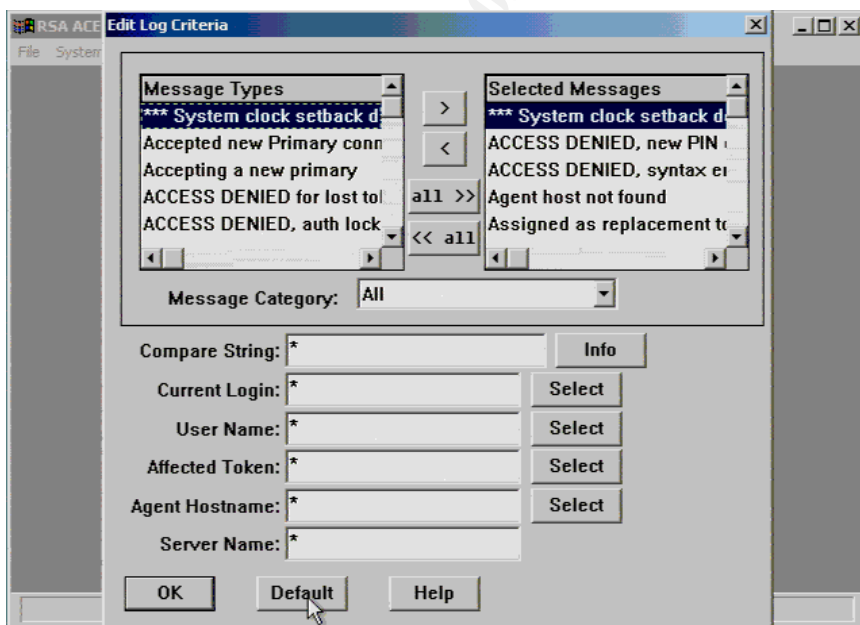 RSA ACE
Edit Log Criteria
File System
Message Types
*** System clock setback d
Accepted new Primary conn
Accepting a new primary
ACCESS DENIED for lost tol
ACCESS DENIED, auth lock
>
<
all >>
<< all
Selected Messages
*** System clock setback d
ACCESS DENIED, new PIN
ACCESS DENIED, syntax er
Agent host not found
Assigned as replacement to
Message Category: All
Compare String: * Info
Current Login: * Select
User Name: * Select
Affected Token: * Select
Agent Hostname: * Select
Server Name: *
OK Default Help